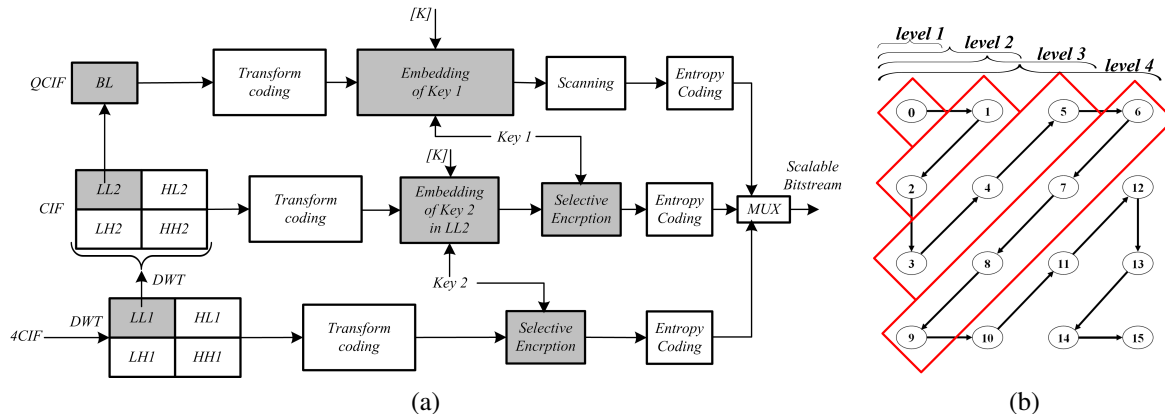 [K]
QCIF
BL
Transform
coding
Embedding
of Key 1
Scanning
Entropy
Coding
Key 1
[K]
CIF
LL2
HL2
LH2
HH2
Transform
coding
Embedding
of Key 2
in LL2
Selective
Encrption
Entropy
Coding
MUX
Scalable
Bitstream
DWT
Key 2
4CIF
DWT
LL1
HL1
LH1
HH1
Transform
coding
Selective
Encrption
Entropy
Coding
(a)
level 1
level 2
level 3
level 4
0
1
5
6
2
4
7
12
3
8
11
13
9
10
14
15
(b)